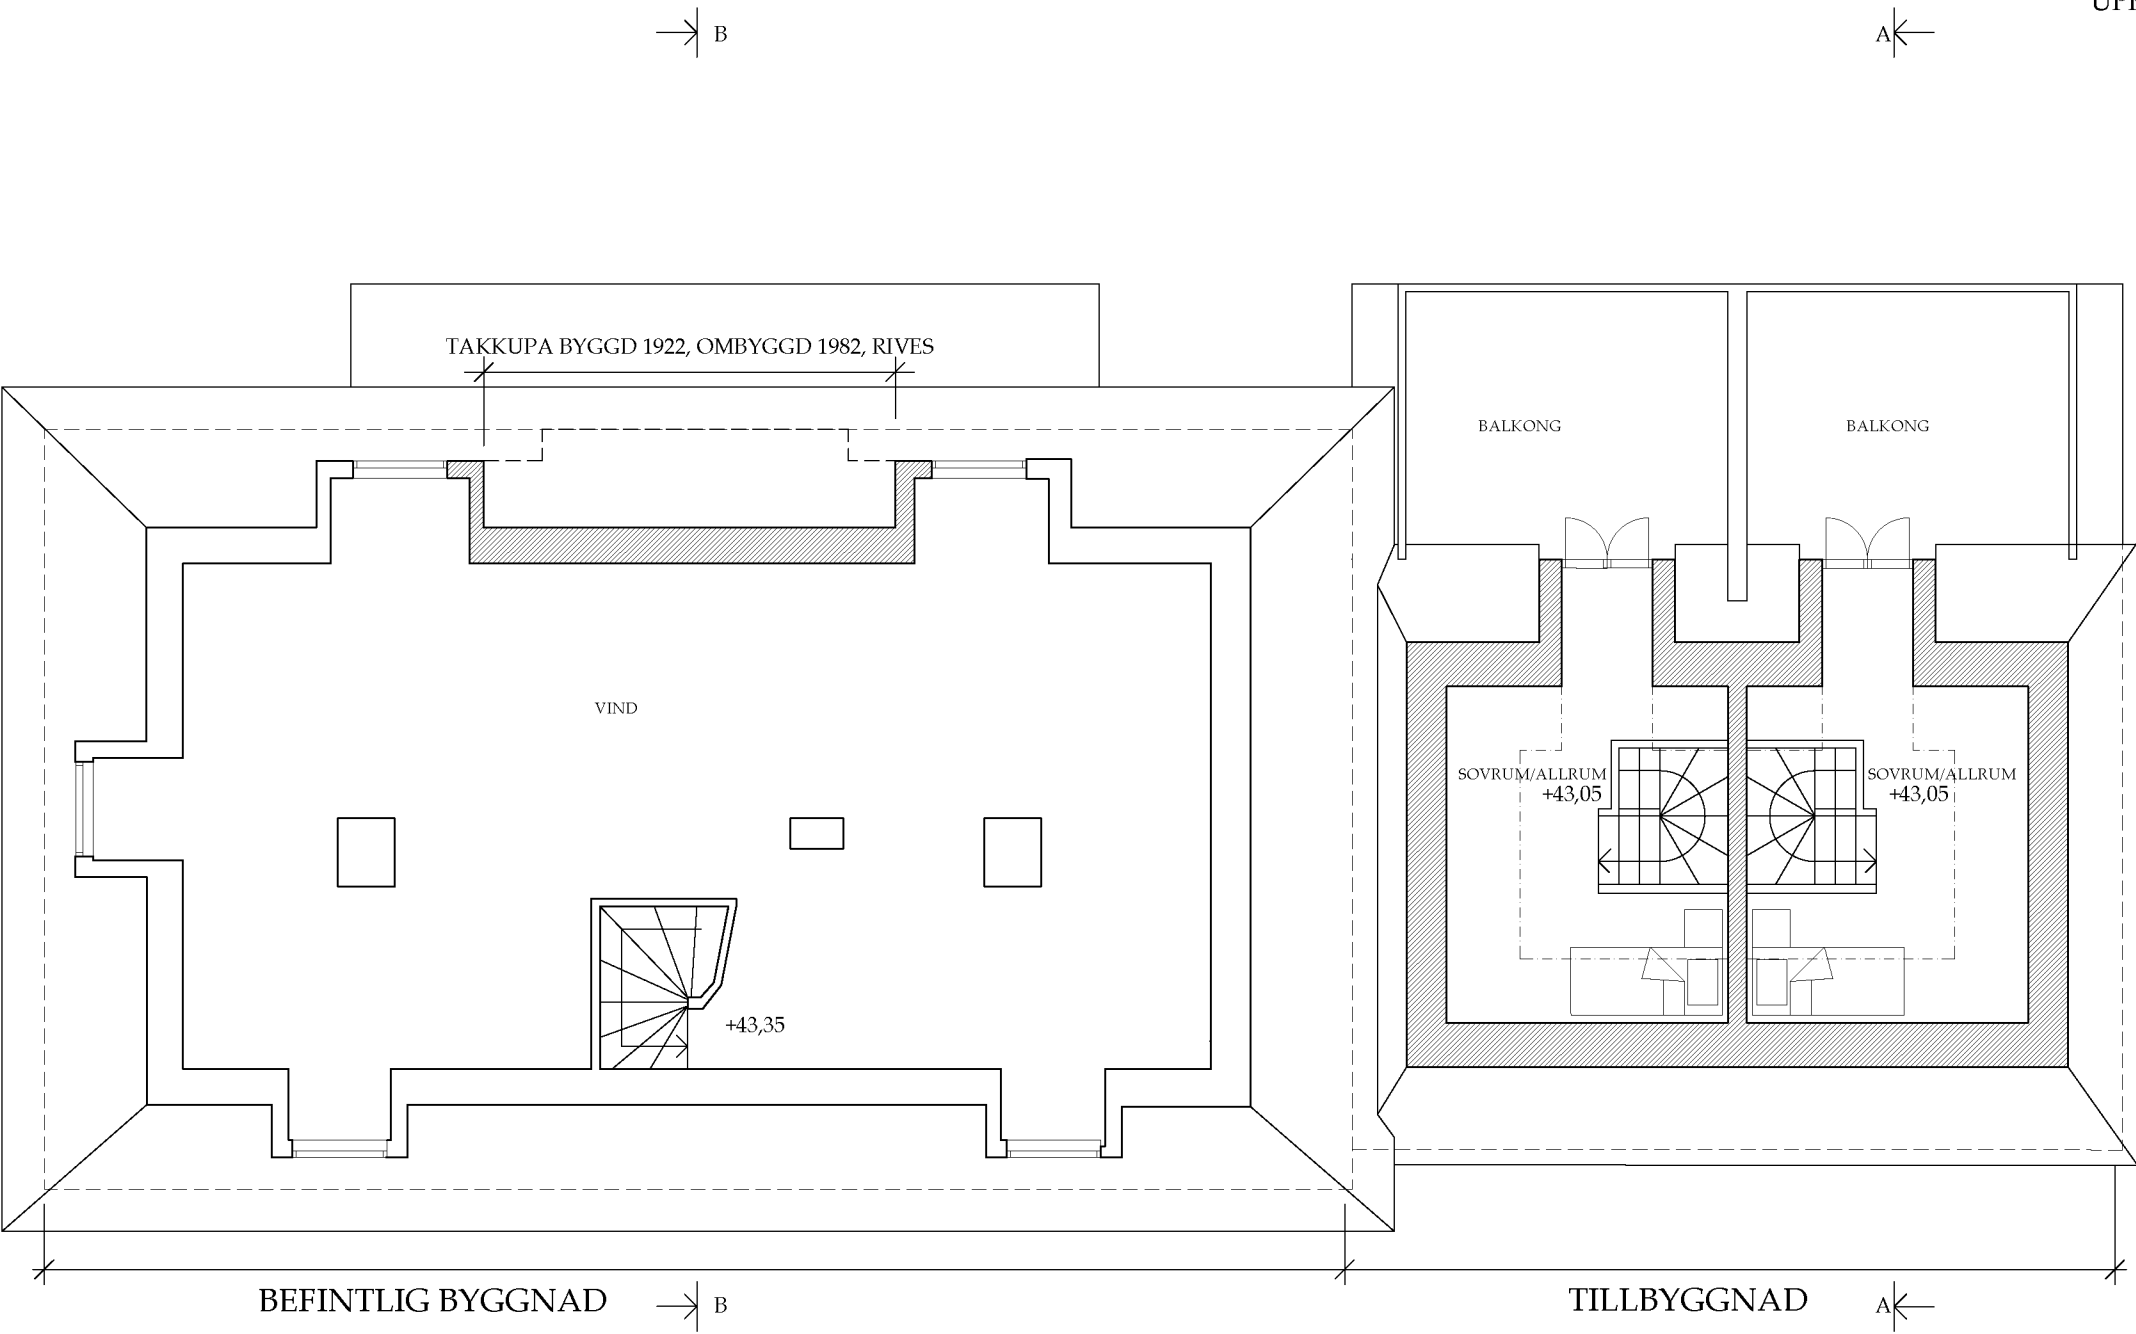 B
A
TAKKUPA BYGGD 1922, OMBYGGD 1982, RIVES
BALKONG
BALKONG
VIND
SOVRUM/ALLRUM
+43,05
SOVRUM/ALLRUM
+43,05
+43,35
BEFINTLIG BYGGNAD
B
TILLBYGGNAD
A